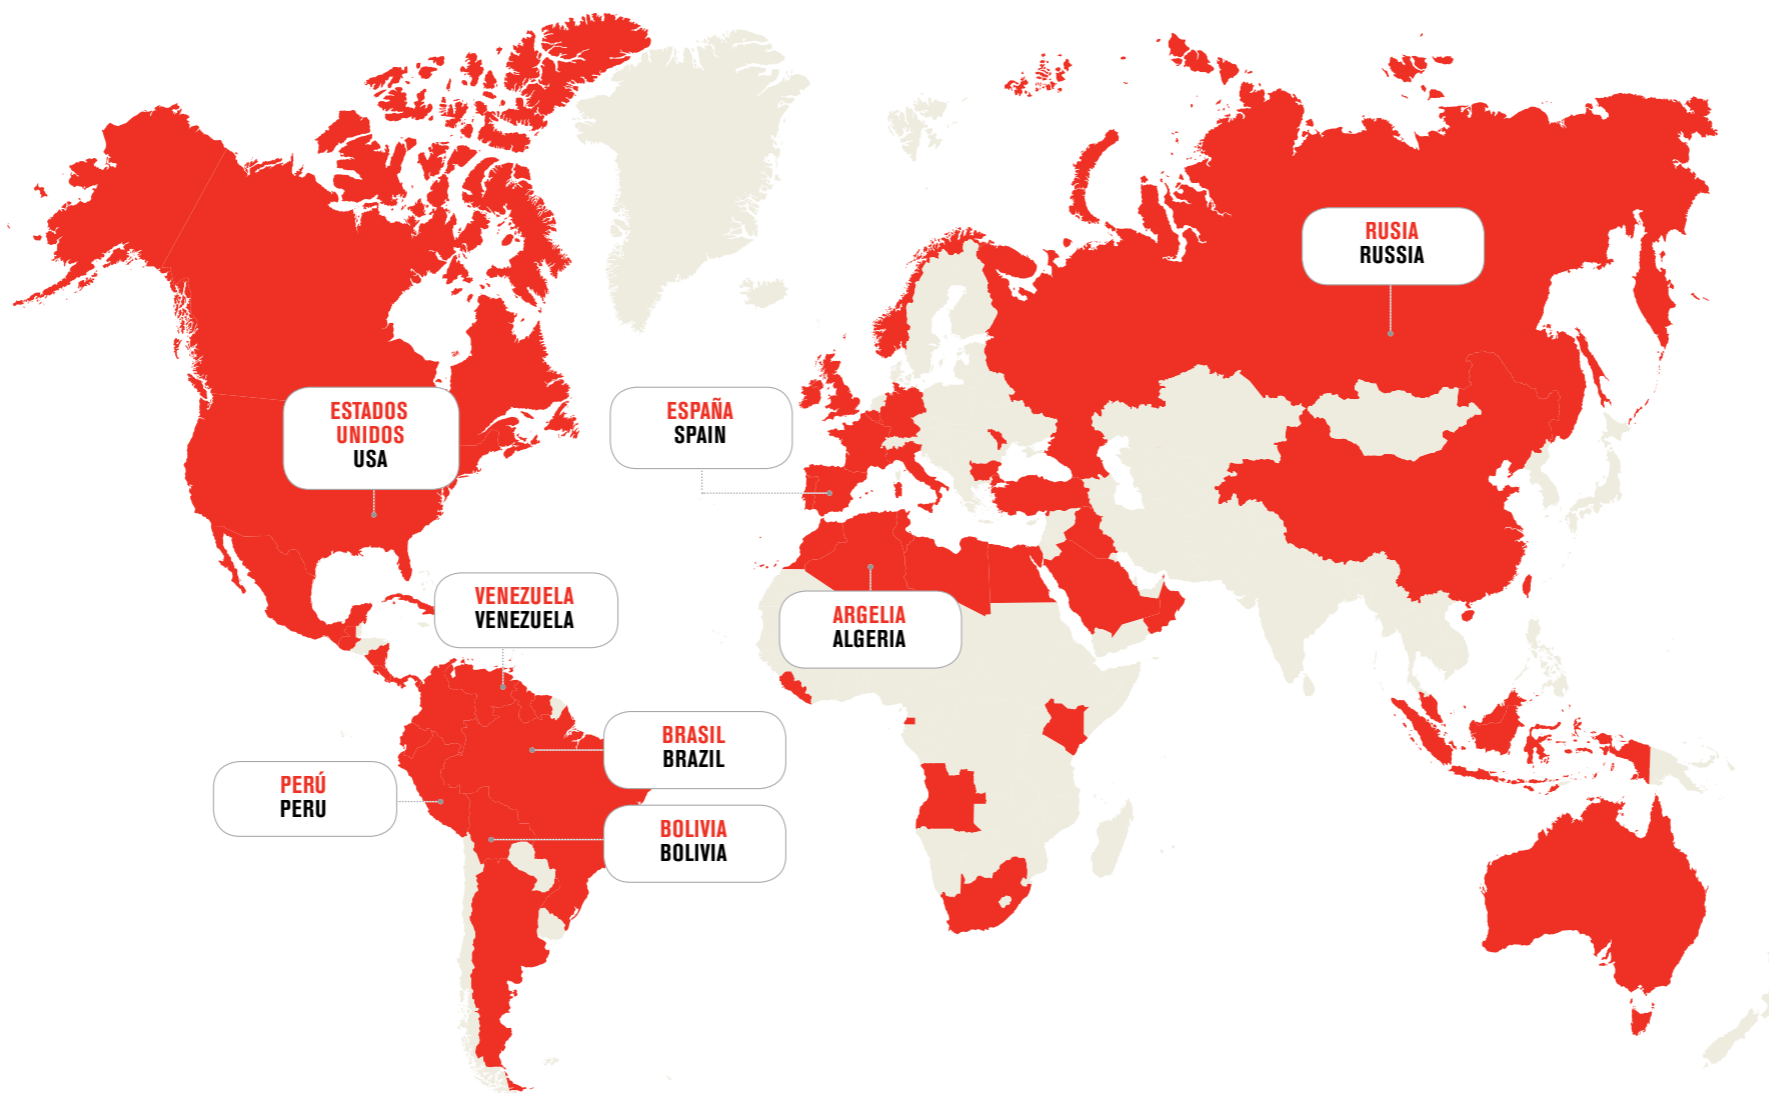 RUSIA
RUSSIA
ESTADOS
UNIDOS
USA
ESPAÑA
SPAIN
VENEZUELA
VENEZUELA
ARGELIA
ALGERIA
BRASIL
BRAZIL
PERÚ
PERU
BOLIVIA
BOLIVIA